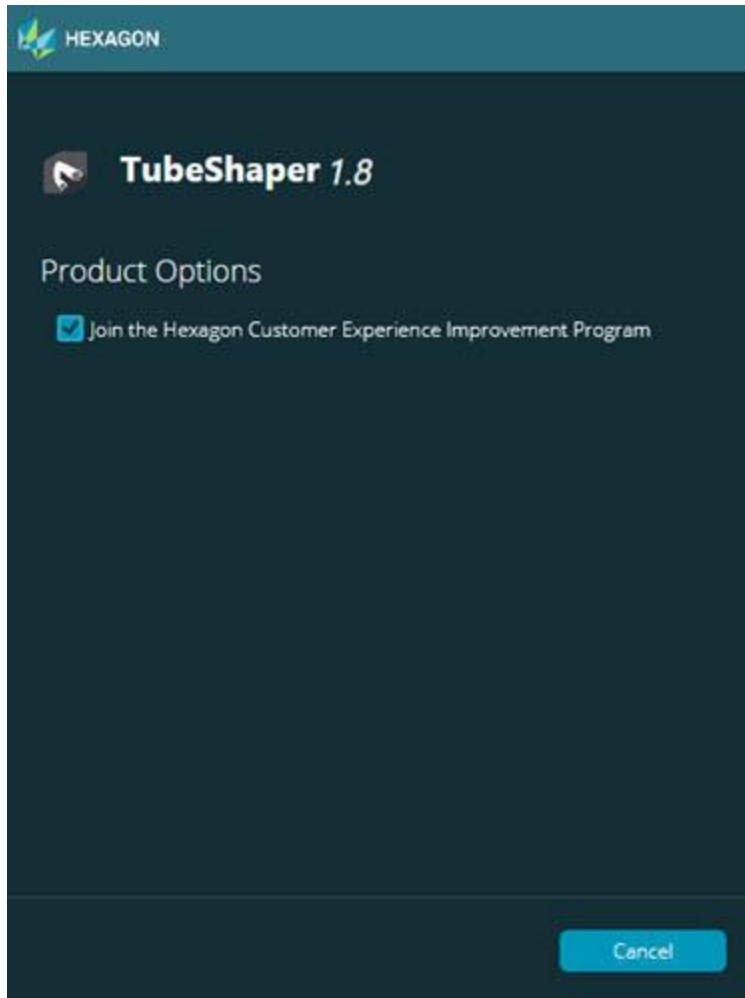 HEXAGON
TubeShaper 1.8
Product Options
Join the Hexagon Customer Experience Improvement Program
Cancel